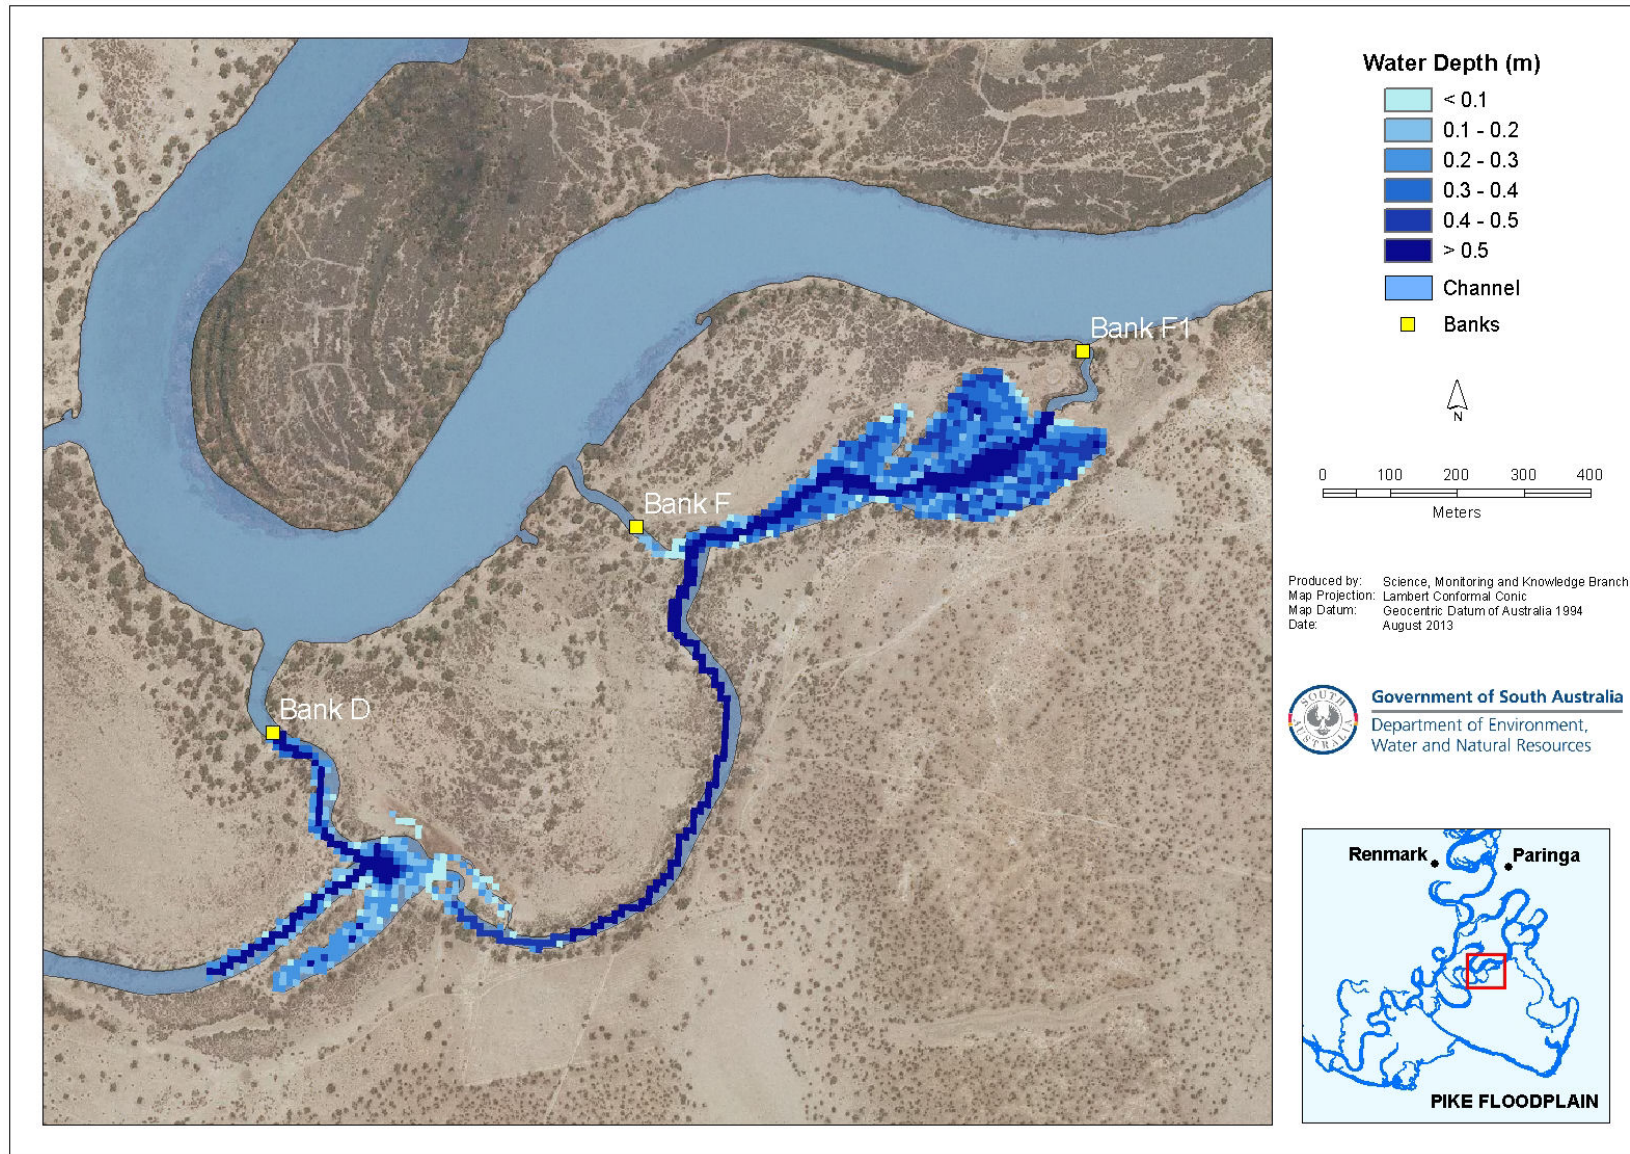 Water Depth (m)
< 0.1
0.1 - 0.2
0.2 - 0.3
0.3 - 0.4
0.4 - 0.5
> 0.5
Channel
Banks
N
0 100 200 300 400
Meters
Bank F1
Bank F
Bank D
Produced by: Science, Monitoring and Knowledge Branch
Map Projection: Lambert Conformal Conic
Map Datum: Geocentric Datum of Australia 1994
Date: August 2013
SOUTH AUSTRALIA
Government of South Australia
Department of Environment,
Water and Natural Resources
Renmark
Paringa
PIKE FLOODPLAIN